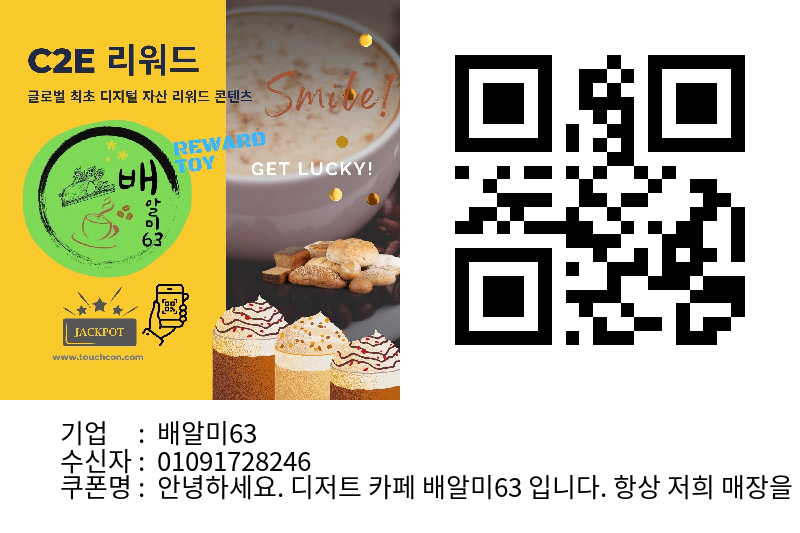 C2E 리워드
글로벌 최초 디지털 자산 리워드 콘텐츠
Smile!
REWARD
TOY
GET LUCKY!
배
알
미
63
JACKPOT
www.touchcon.com
기업 : 배알미63
수신자 : 01091728246
쿠폰명 : 안녕하세요. 디저트 카페 배알미63 입니다. 항상 저희 매장을